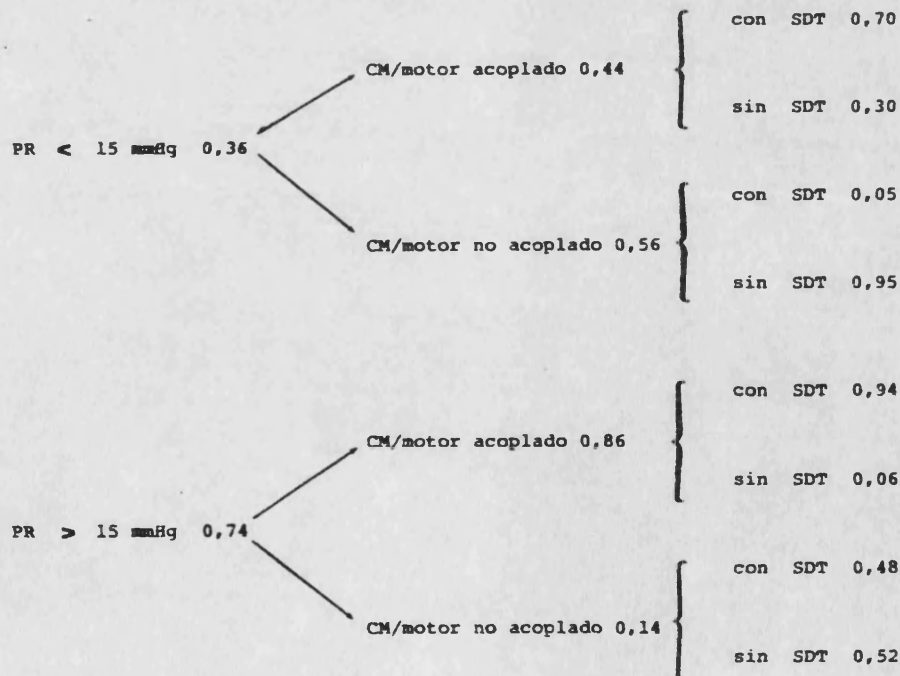 con SDT 0,70
CM/motor acoplado 0,44
sin SDT 0,30
PR < 15 mmHg 0,36
con SDT 0,05
CM/motor no acoplado 0,56
sin SDT 0,95
con SDT 0,94
CM/motor acoplado 0,86
sin SDT 0,06
PR > 15 mmHg 0,74
con SDT 0,48
CM/motor no acoplado 0,14
sin SDT 0,52